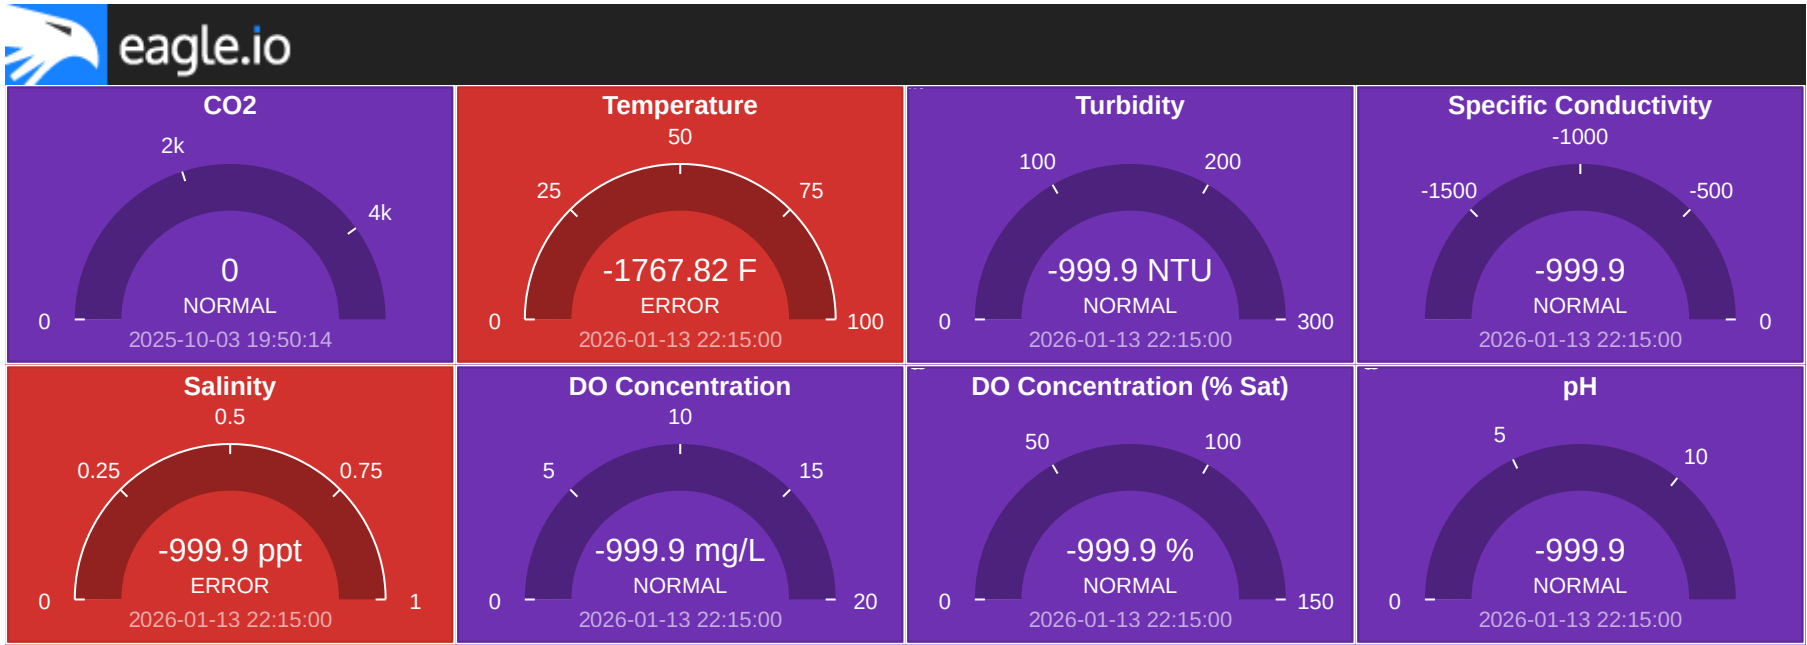 eagle.io
CO2
2k
4k
0
0
NORMAL
2025-10-03 19:50:14
Temperature
50
25
75
-1767.82 F
ERROR
0
100
2026-01-13 22:15:00
Turbidity
100
200
-999.9 NTU
NORMAL
0
300
2026-01-13 22:15:00
Specific Conductivity
-1000
-1500
-500
-999.9
NORMAL
0
2026-01-13 22:15:00
Salinity
0.5
0.25
0.75
-999.9 ppt
ERROR
0
1
2026-01-13 22:15:00
DO Concentration
10
5
15
-999.9 mg/L
NORMAL
0
20
2026-01-13 22:15:00
DO Concentration (% Sat)
50
100
-999.9 %
NORMAL
0
150
2026-01-13 22:15:00
pH
5
10
-999.9
NORMAL
0
2026-01-13 22:15:00